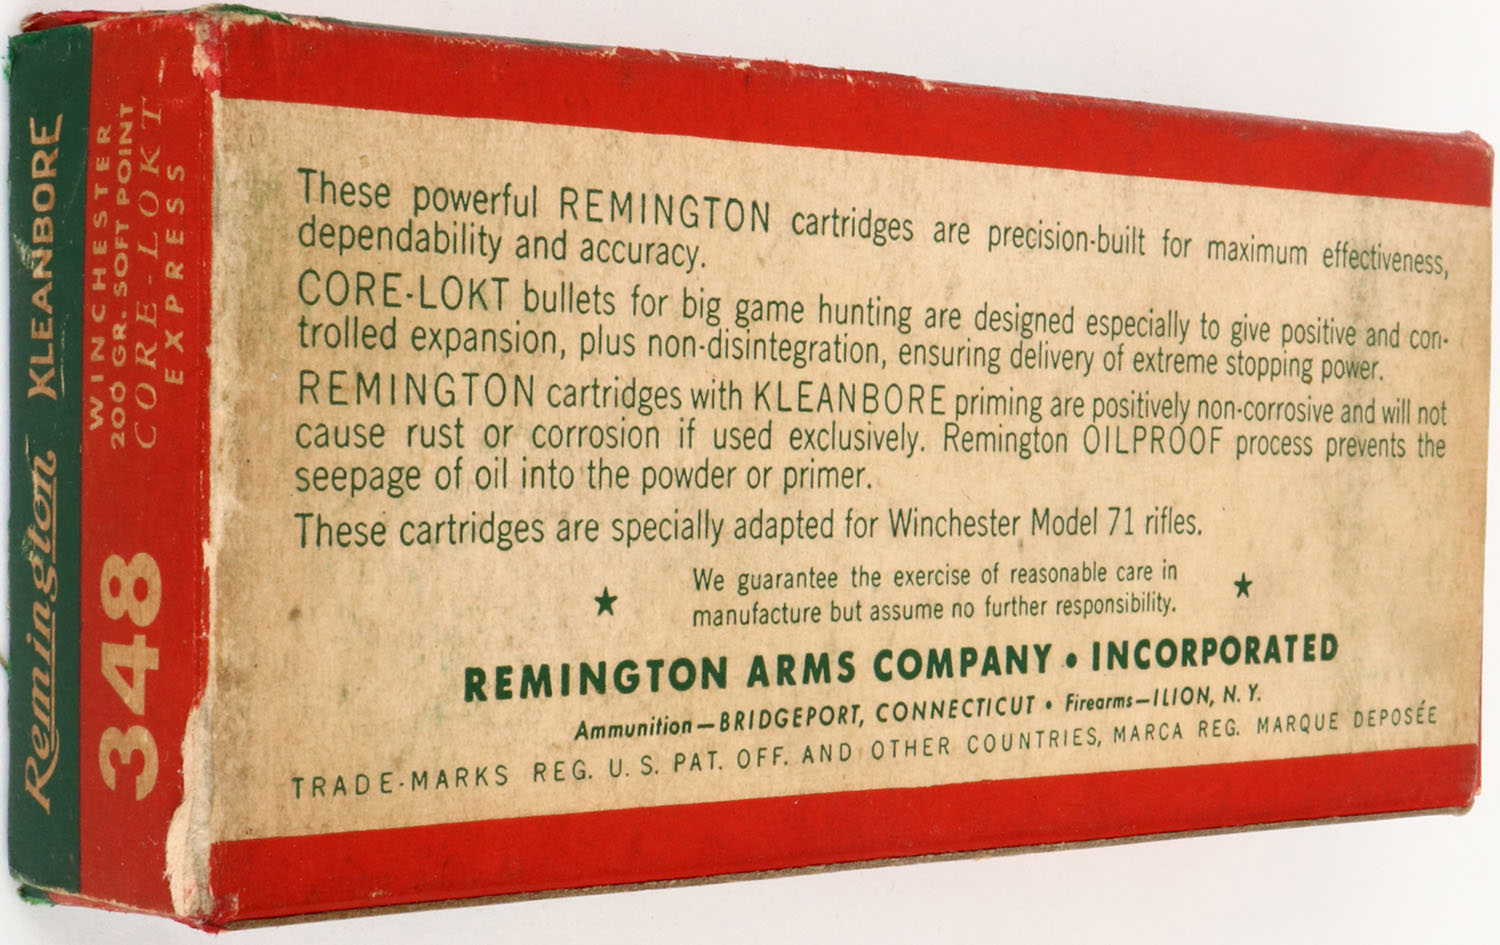 Remington KLEANBORE
348
WINCHESTER
200 GR. SOFT POINT
CORE-LOKT
EXPRESS
These powerful REMINGTON cartridges are precision-built for maximum effectiveness,
dependability and accuracy.
CORE-LOKT bullets for big game hunting are designed especially to give positive and con-
trolled expansion, plus non-disintegration, ensuring delivery of extreme stopping power.
REMINGTON cartridges with KLEANBORE priming are positively non-corrosive and will not
cause rust or corrosion if used exclusively. Remington OILPROOF process prevents the
seepage of oil into the powder or primer.
These cartridges are specially adapted for Winchester Model 71 rifles.
★ We guarantee the exercise of reasonable care in ★
manufacture but assume no further responsibility.
REMINGTON ARMS COMPANY • INCORPORATED
Ammunition—BRIDGEPORT, CONNECTICUT • Firearms—ILION, N. Y.
TRADE-MARKS REG. U. S. PAT. OFF. AND OTHER COUNTRIES, MARCA REG. MARQUE DEPOSÉE